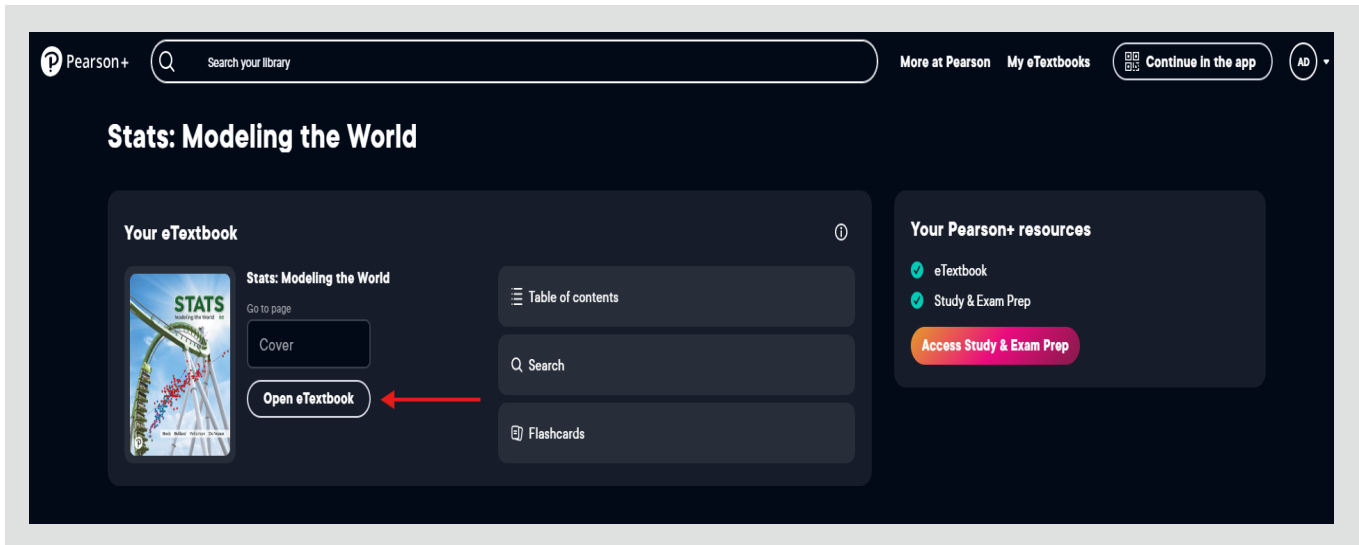 Pearson+
Search your library
More at Pearson
My eTextbooks
Continue in the app
AD
Stats: Modeling the World
Your eTextbook
STATS
Modeling the World
Stats: Modeling the World
Go to page
Cover
Open eTextbook
Table of contents
Search
Flashcards
Your Pearson+ resources
eTextbook
Study & Exam Prep
Access Study & Exam Prep